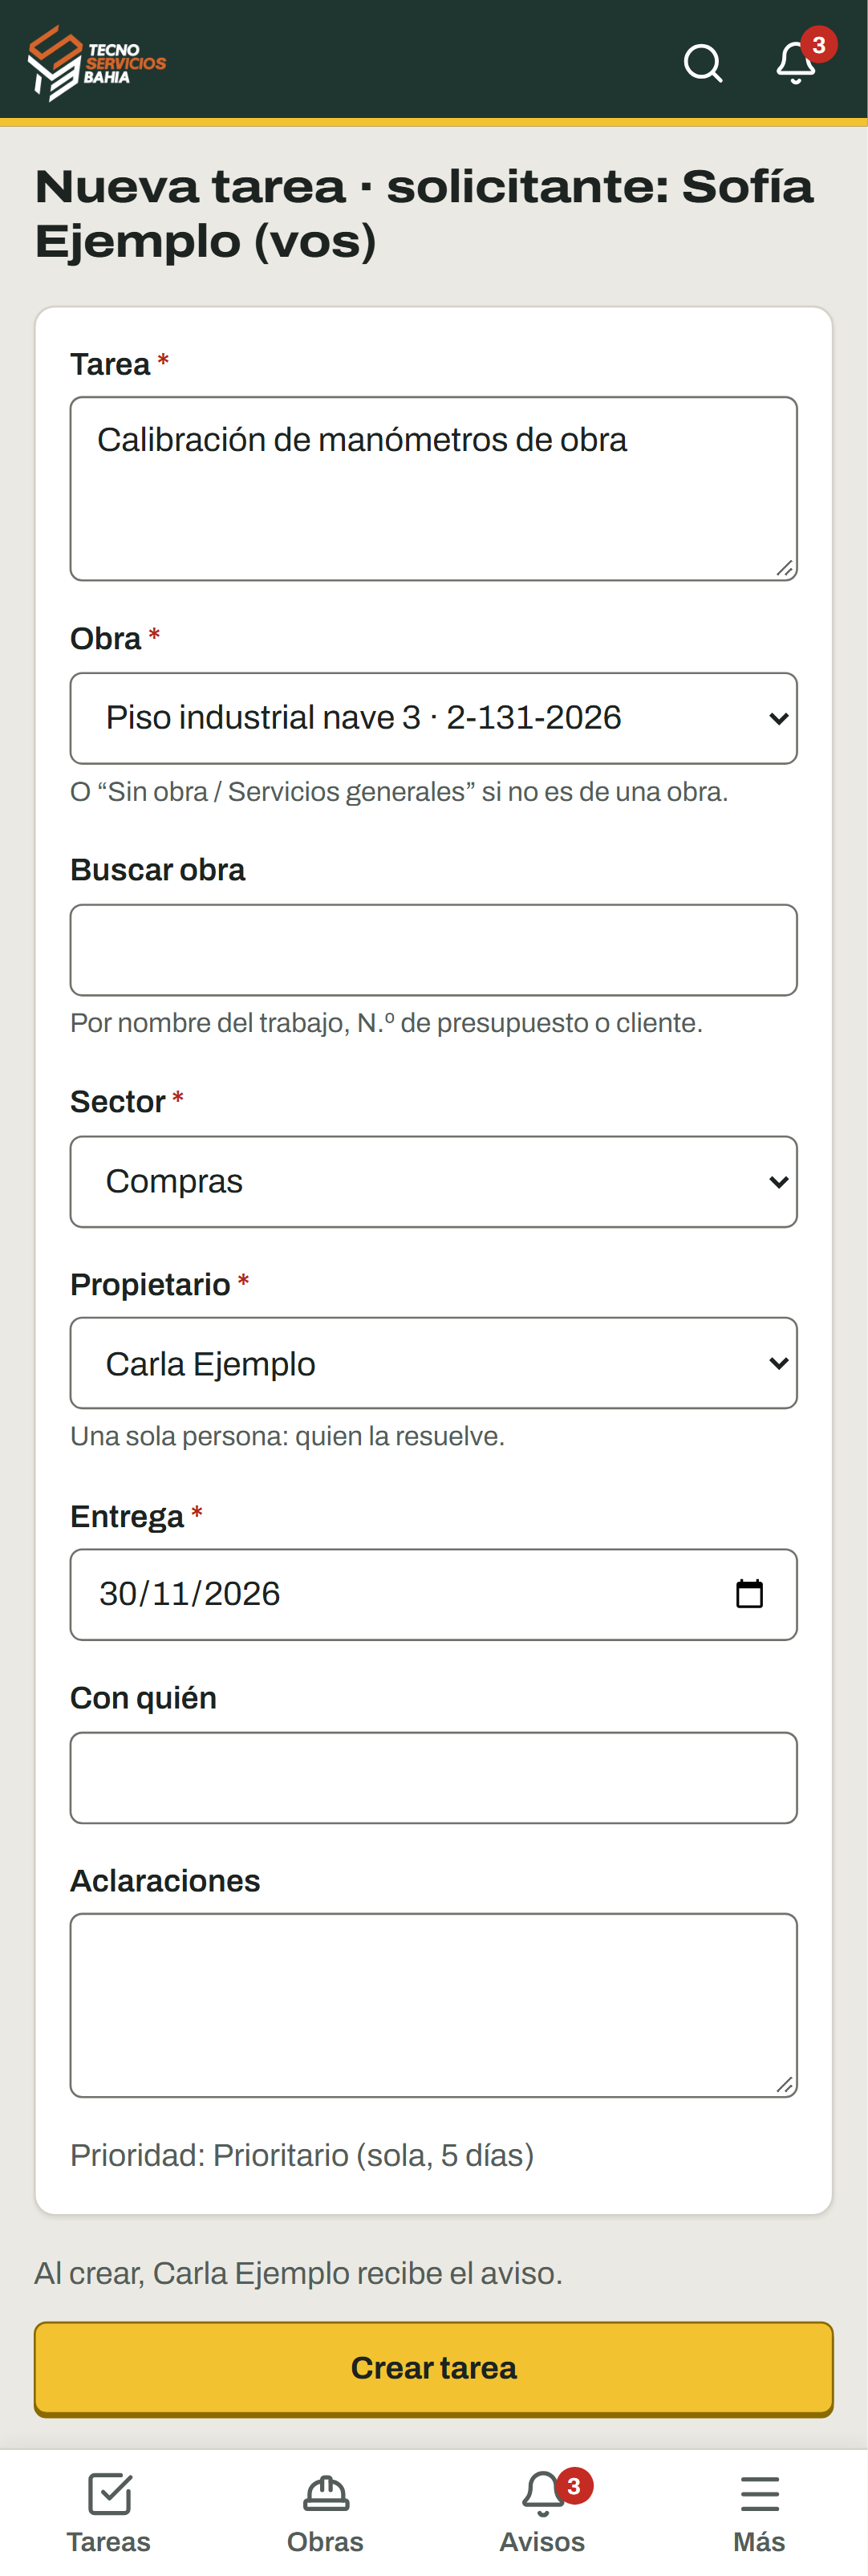 TECNO
SERVICIOS
BAHIA
3
Nueva tarea · solicitante: Sofía
Ejemplo (vos)
Tarea *
Calibración de manómetros de obra
Obra *
Piso industrial nave 3 · 2-131-2026
O “Sin obra / Servicios generales” si no es de una obra.
Buscar obra
Por nombre del trabajo, N.º de presupuesto o cliente.
Sector *
Compras
Propietario *
Carla Ejemplo
Una sola persona: quien la resuelve.
Entrega *
30/11/2026
Con quién
Aclaraciones
Prioridad: Prioritario (sola, 5 días)
Al crear, Carla Ejemplo recibe el aviso.
Crear tarea
3
Tareas Obras Avisos Más